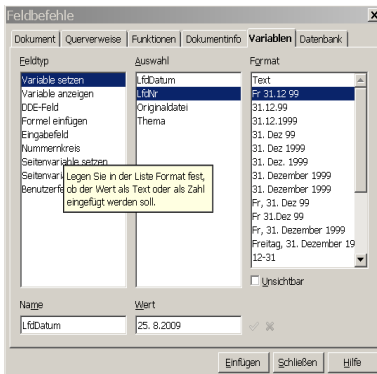 Feldbefehle
Dokument Querverweise Funktionen Dokumentinfo Variablen Datenbank
Feldtyp
Variable setzen
Variable anzeigen
DDE-Feld
Formel einfügen
Eingabefeld
Nummernkreis
Seitenvariable setzen
Seitenvari
Benutzerfe
Legen Sie in der Liste Format fest,
ob der Wert als Text oder als Zahl
eingefügt werden soll.
Auswahl
LfdDatum
LfdNr
Originaldatei
Thema
Format
Text
Fr 31.12 99
31.12.99
31.12.1999
31. Dez 99
31. Dez 1999
31. Dez. 1999
31. Dezember 1999
31. Dezember 1999
Fr, 31. Dez 99
Fr 31.Dez 99
Fr, 31. Dezember 1999
Freitag, 31. Dezember 19
12-31
Unsichtbar
Name
LfdDatum
Wert
25. 8.2009
Einfügen Schließen Hilfe